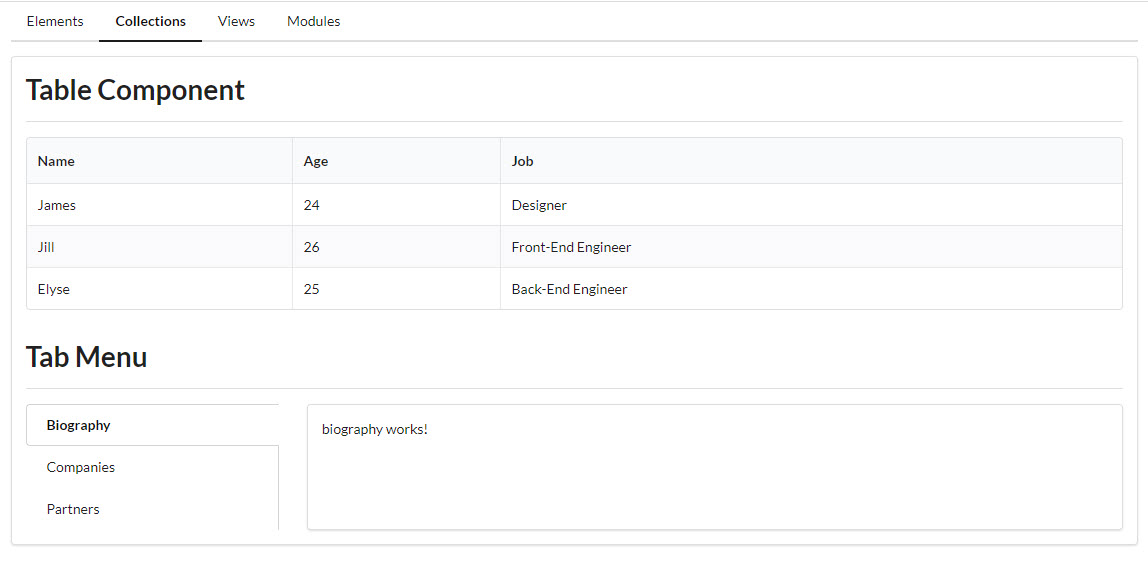 Elements Collections Views Modules
Table Component
Name Age Job
James 24 Designer
Jill 26 Front-End Engineer
Elyse 25 Back-End Engineer
Tab Menu
Biography
Companies
Partners
biography works!